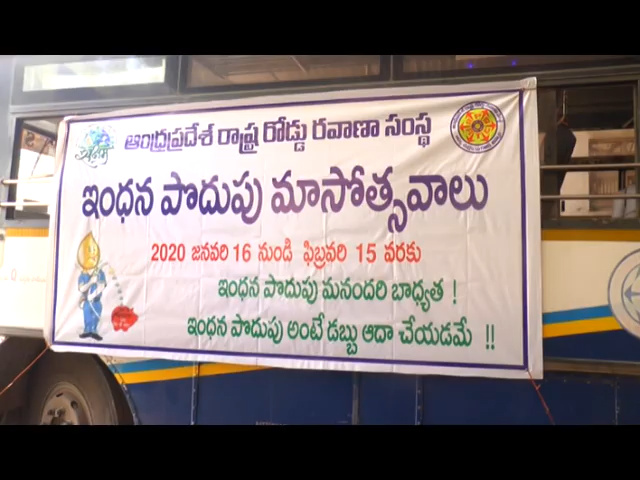 ఆంధ్రప్రదేశ్ రాష్ట్ర రోడ్డు రవాణా సంస్థ
ఇంధన పొదుపు మాసోత్సవాలు
2020 జనవరి 16 నుండి ఫిబ్రవరి 15 వరకు
ఇంధన పొదుపు మనందరి బాధ్యత !
ఇంధన పొదుపు అంటే డబ్బు ఆదా చేయడమే !!